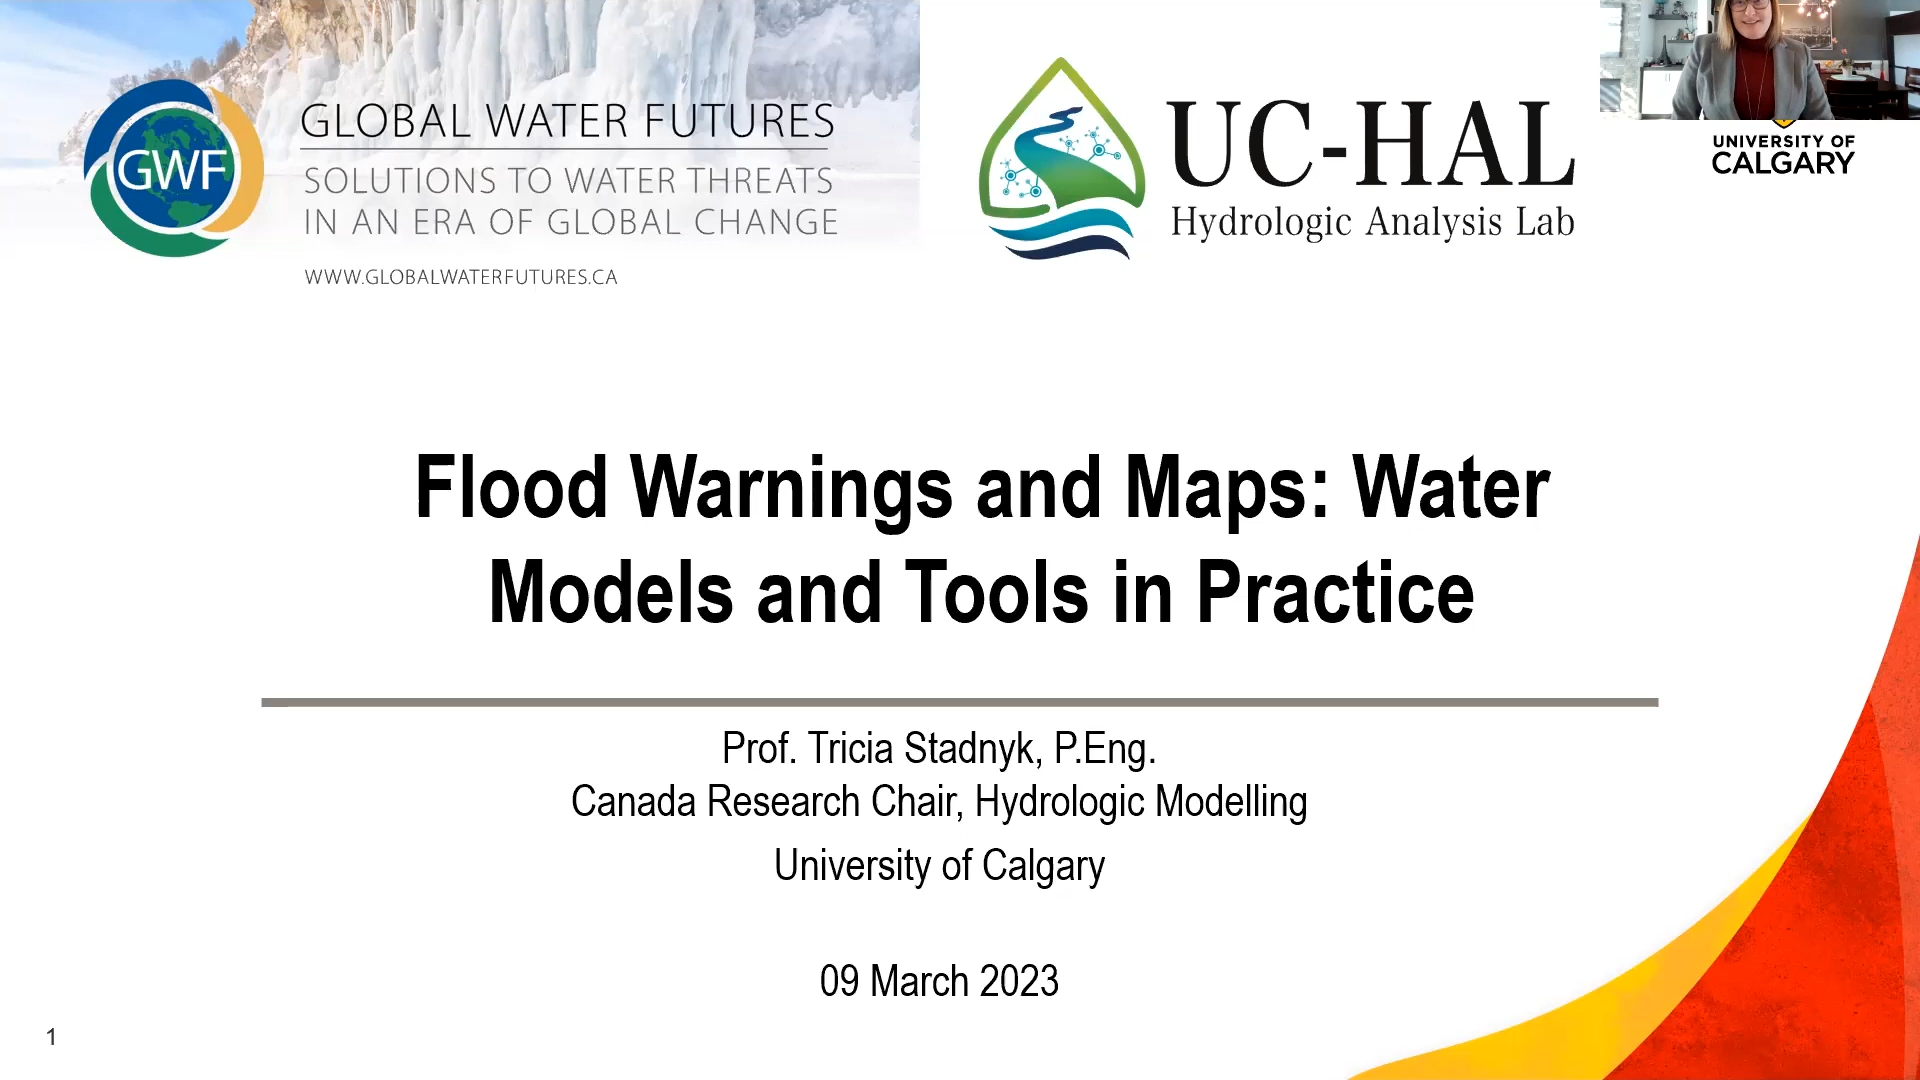 GWF
GLOBAL WATER FUTURES
SOLUTIONS TO WATER THREATS
IN AN ERA OF GLOBAL CHANGE
WWW.GLOBALWATERFUTURES.CA
UC-HAL
Hydrologic Analysis Lab
UNIVERSITY OF
CALGARY
Flood Warnings and Maps: Water
Models and Tools in Practice
Prof. Tricia Stadnyk, P.Eng.
Canada Research Chair, Hydrologic Modelling
University of Calgary
09 March 2023
1